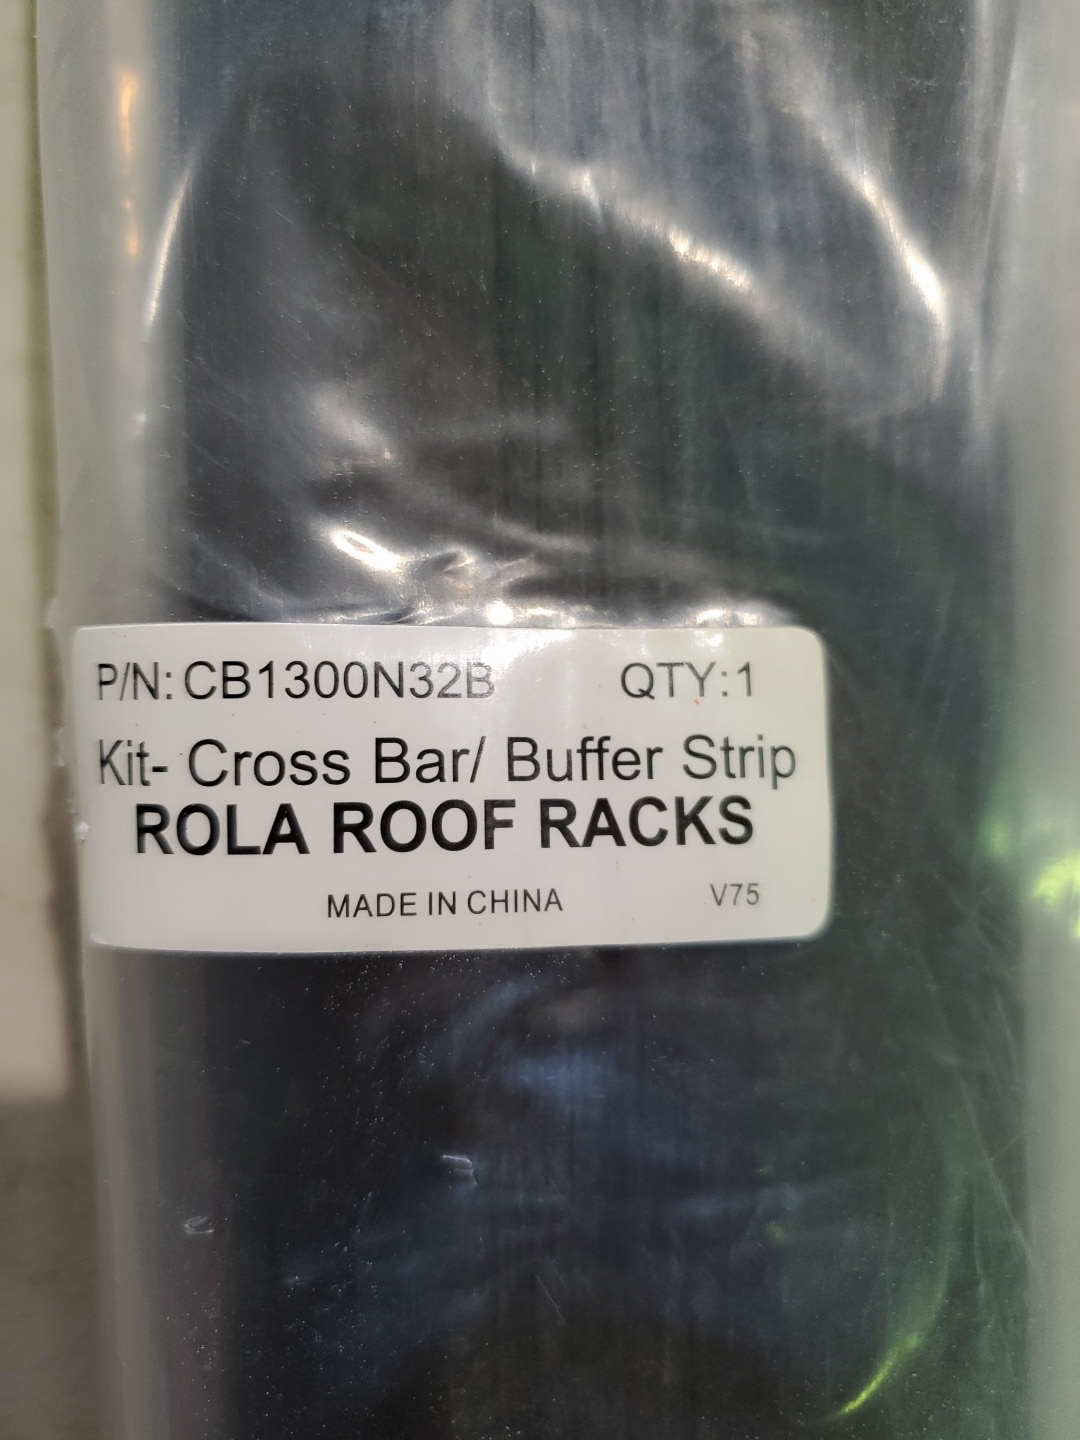 P/N: CB1300N32B QTY:1
Kit- Cross Bar/ Buffer Strip
ROLA ROOF RACKS
MADE IN CHINA V75